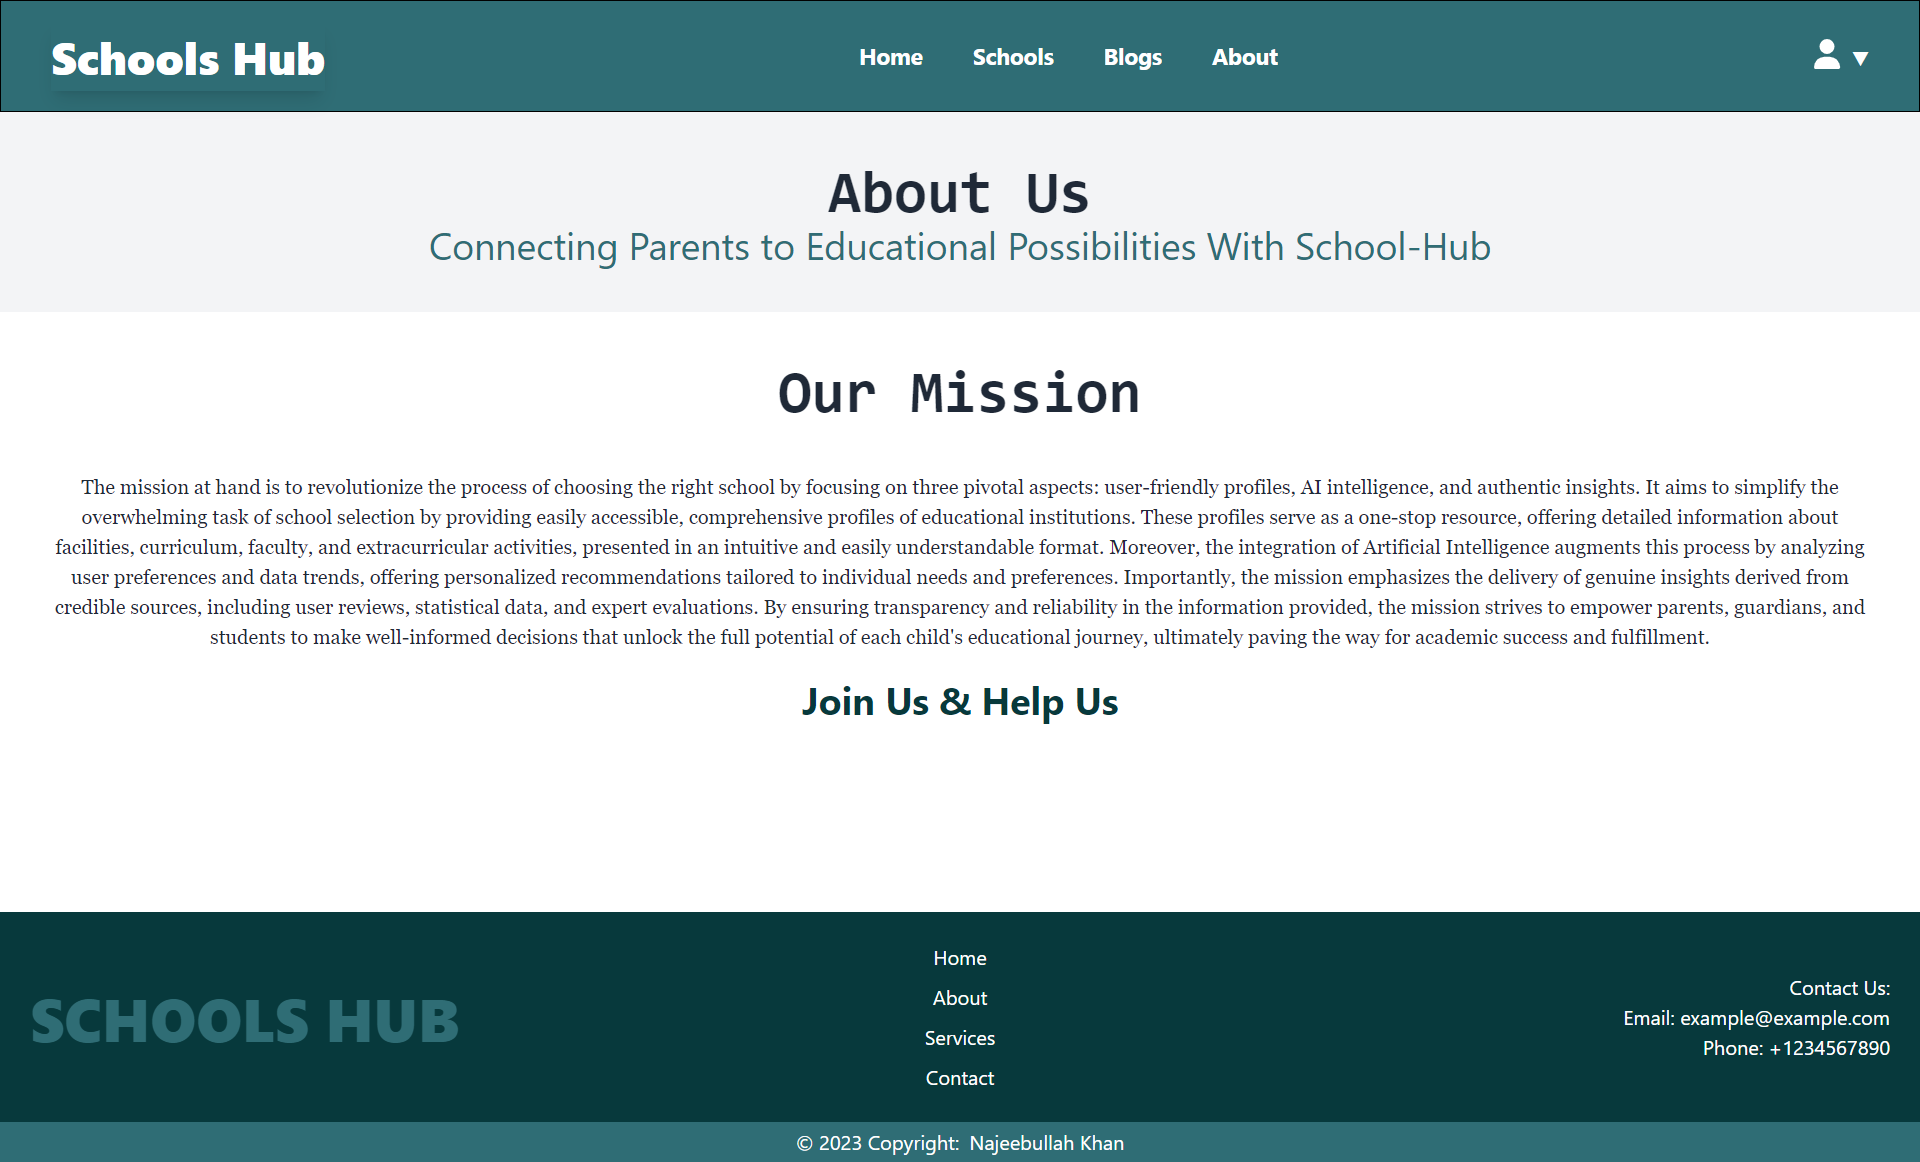 Schools Hub
Home Schools Blogs About
About Us
Connecting Parents to Educational Possibilities With School-Hub
Our Mission
The mission at hand is to revolutionize the process of choosing the right school by focusing on three pivotal aspects: user-friendly profiles, AI intelligence, and authentic insights. It aims to simplify the
overwhelming task of school selection by providing easily accessible, comprehensive profiles of educational institutions. These profiles serve as a one-stop resource, offering detailed information about
facilities, curriculum, faculty, and extracurricular activities, presented in an intuitive and easily understandable format. Moreover, the integration of Artificial Intelligence augments this process by analyzing
user preferences and data trends, offering personalized recommendations tailored to individual needs and preferences. Importantly, the mission emphasizes the delivery of genuine insights derived from
credible sources, including user reviews, statistical data, and expert evaluations. By ensuring transparency and reliability in the information provided, the mission strives to empower parents, guardians, and
students to make well-informed decisions that unlock the full potential of each child's educational journey, ultimately paving the way for academic success and fulfillment.
Join Us & Help Us
SCHOOLS HUB
Home
About
Services
Contact
Contact Us:
Email: example@example.com
Phone: +1234567890
© 2023 Copyright: Najeebullah Khan